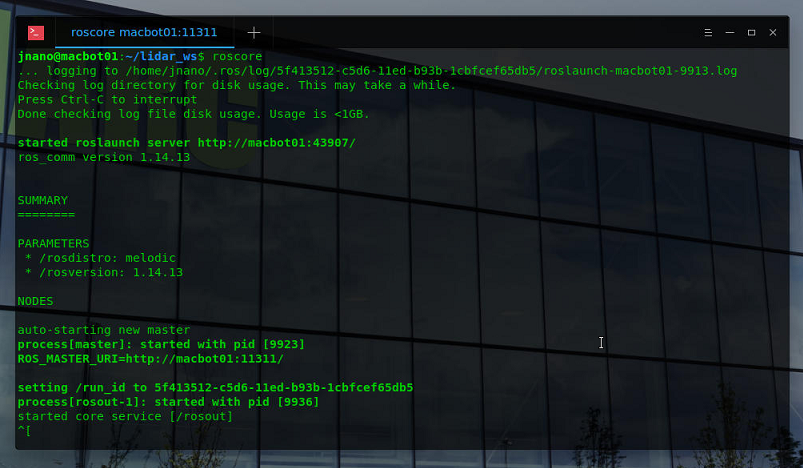 roscore macbot01:11311
jnano@macbot01:~/lidar_ws$ roscore
... logging to /home/jnano/.ros/log/5f413512-c5d6-11ed-b93b-1cbfcef65db5/roslaunch-macbot01-9913.log
Checking log directory for disk usage. This may take a while.
Press Ctrl-C to interrupt
Done checking log file disk usage. Usage is <1GB.
started roslaunch server http://macbot01:43907/
ros_comm version 1.14.13
SUMMARY
========
PARAMETERS
* /rosdistro: melodic
* /rosversion: 1.14.13
NODES
auto-starting new master
process[master]: started with pid [9923]
ROS_MASTER_URI=http://macbot01:11311/
setting /run_id to 5f413512-c5d6-11ed-b93b-1cbfcef65db5
process[rosout-1]: started with pid [9936]
started core service [/rosout]
^[